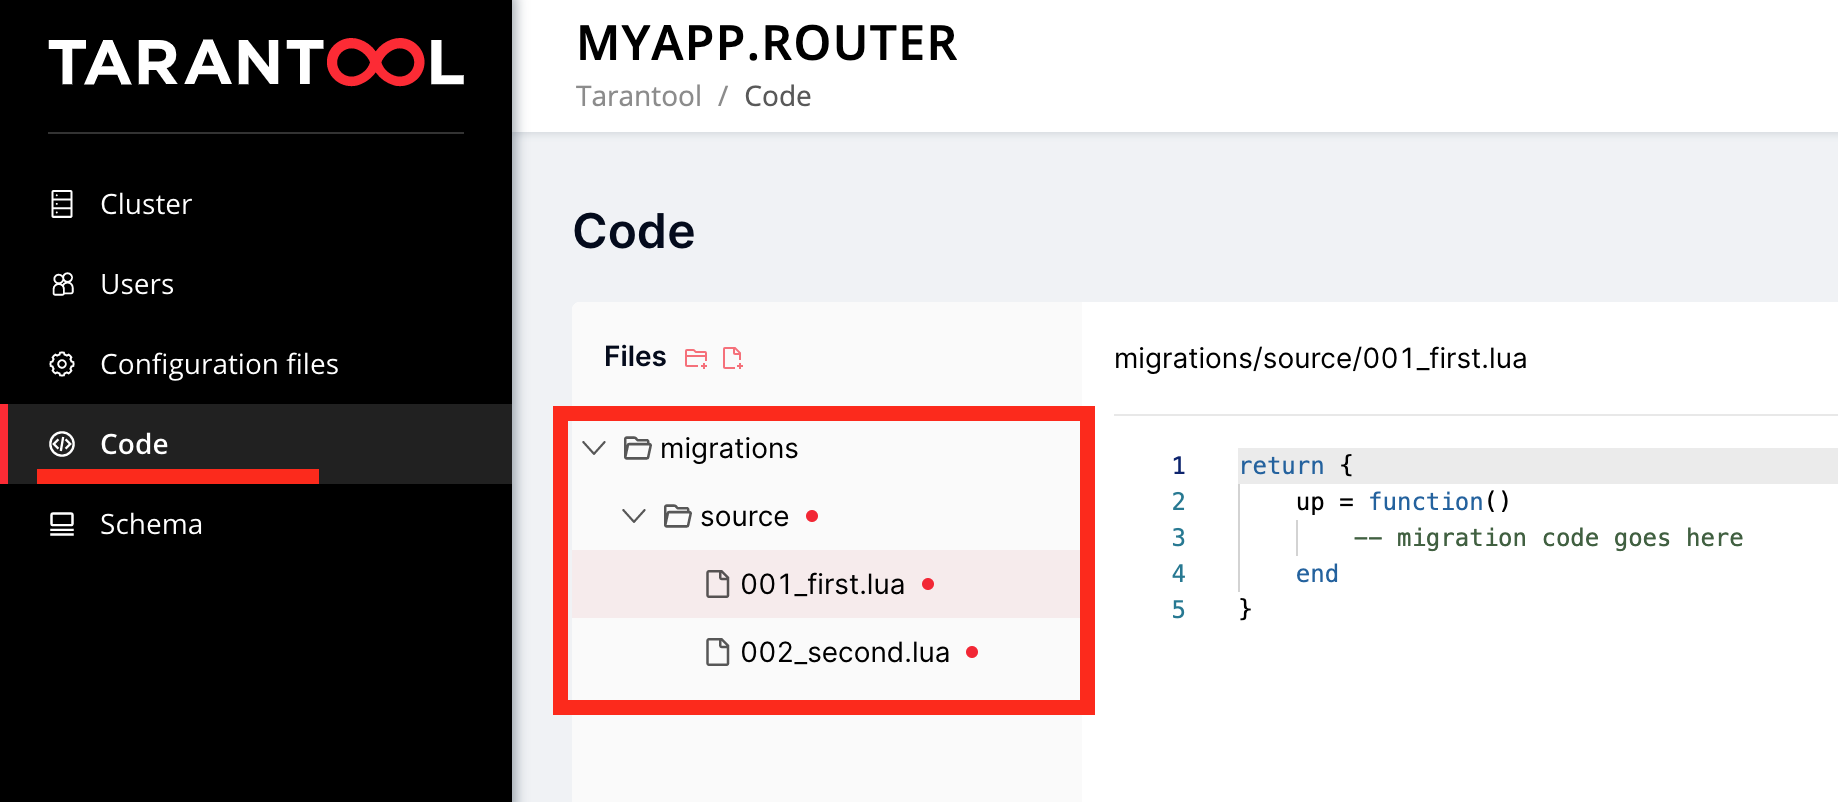 TARANTOOL
Cluster
Users
Configuration files
Code
Schema
MYAPP.ROUTER
Tarantool / Code
Code
Files
migrations
source
001_first.lua
002_second.lua
migrations/source/001_first.lua
1 return {
2 up = function()
3 -- migration code goes here
4 end
5 }